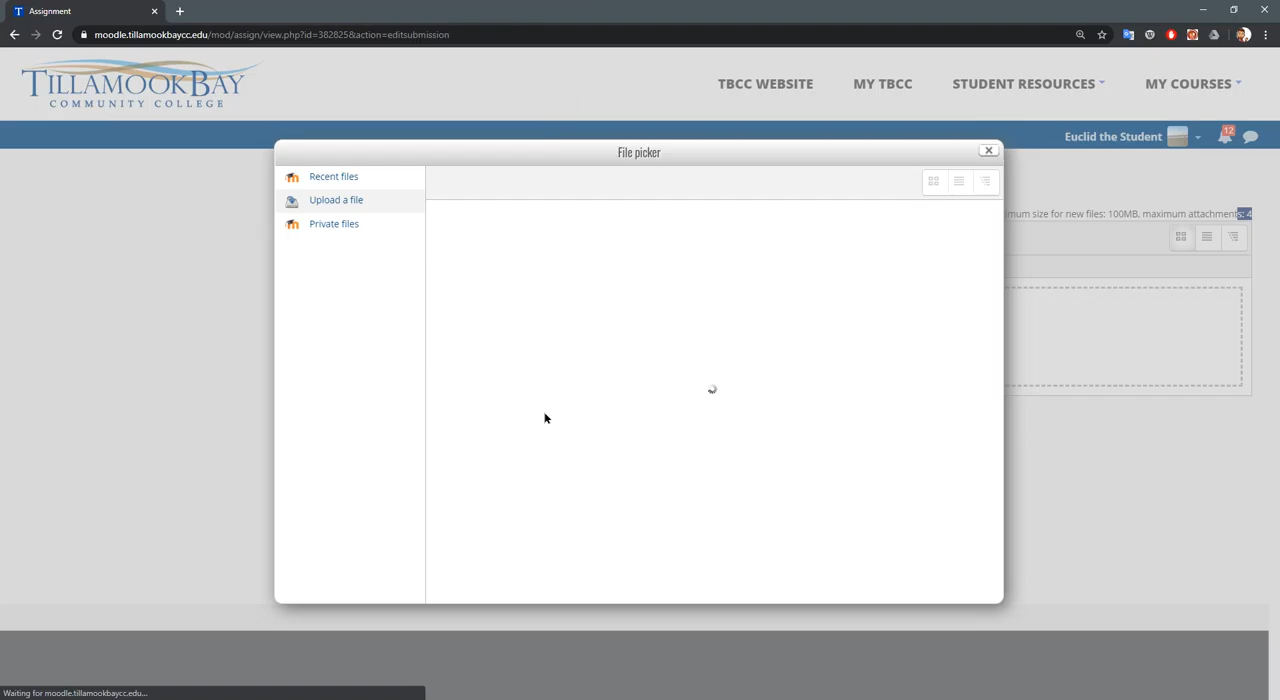 Assignment
moodle.tillamookbaycc.edu/mod/assign/view.php?id=382825&action=editsubmission
TILLAMOOK BAY
COMMUNITY COLLEGE
TBCC WEBSITE
MY TBCC
STUDENT RESOURCES
MY COURSES
Euclid the Student
12
File picker
Recent files
Upload a file
Private files
size for new files: 100MB, maximum attachments: 4
Waiting for moodle.tillamookbaycc.edu...